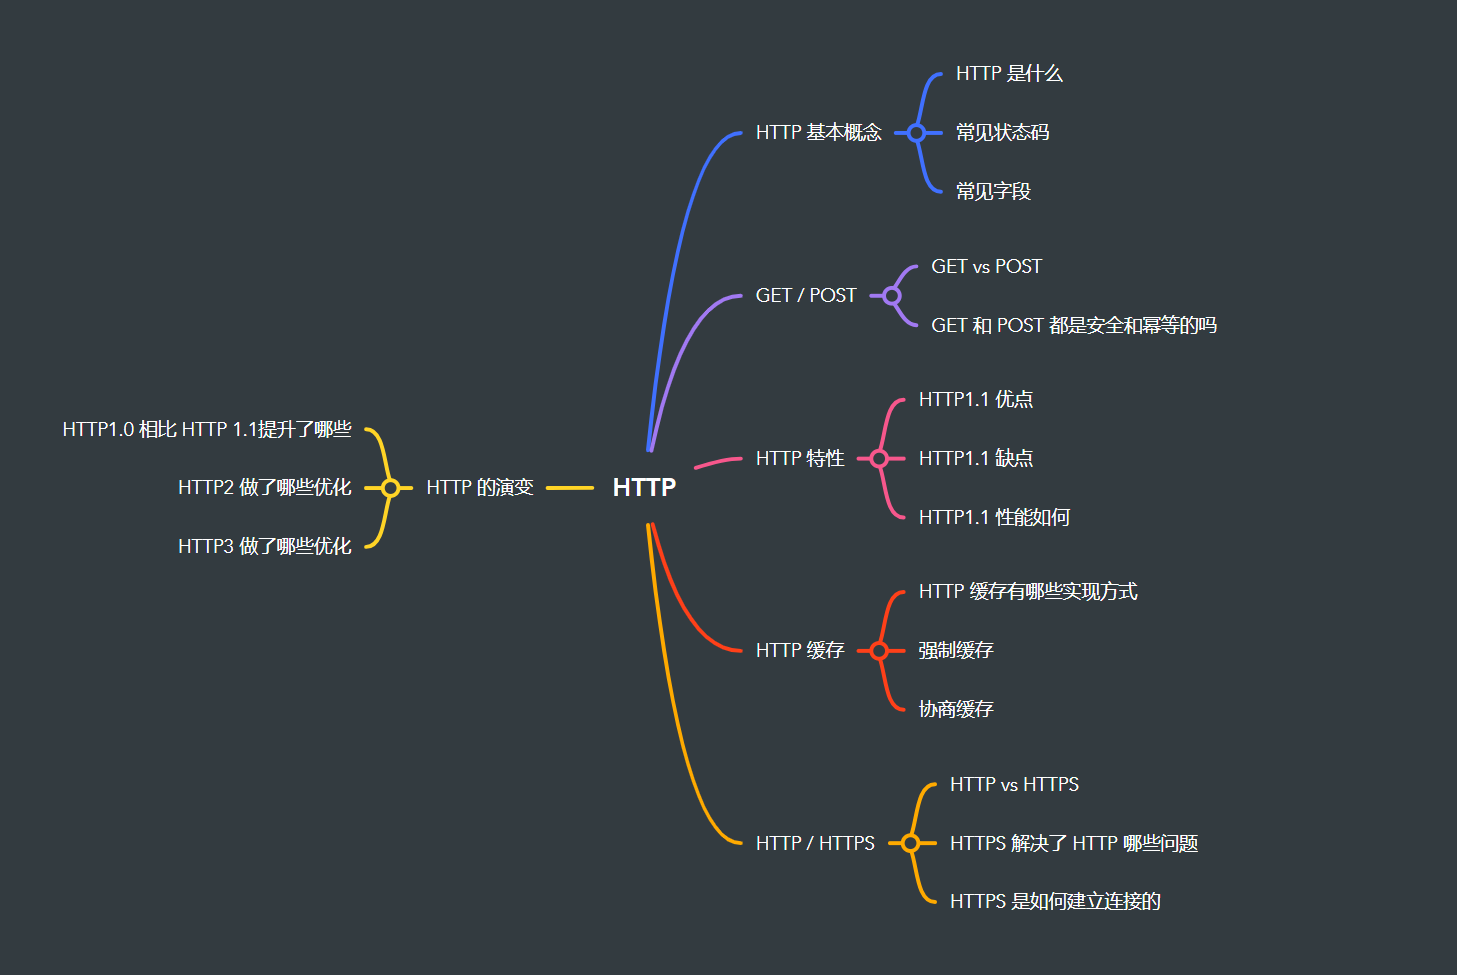 HTTP
HTTP 基本概念
HTTP 是什么
常见状态码
常见字段
GET / POST
GET vs POST
GET 和 POST 都是安全和幂等的吗
HTTP 特性
HTTP1.1 优点
HTTP1.1 缺点
HTTP1.1 性能如何
HTTP 缓存
HTTP 缓存有哪些实现方式
强制缓存
协商缓存
HTTP / HTTPS
HTTP vs HTTPS
HTTPS 解决了 HTTP 哪些问题
HTTPS 是如何建立连接的
HTTP 的演变
HTTP1.0 相比 HTTP 1.1提升了哪些
HTTP2 做了哪些优化
HTTP3 做了哪些优化